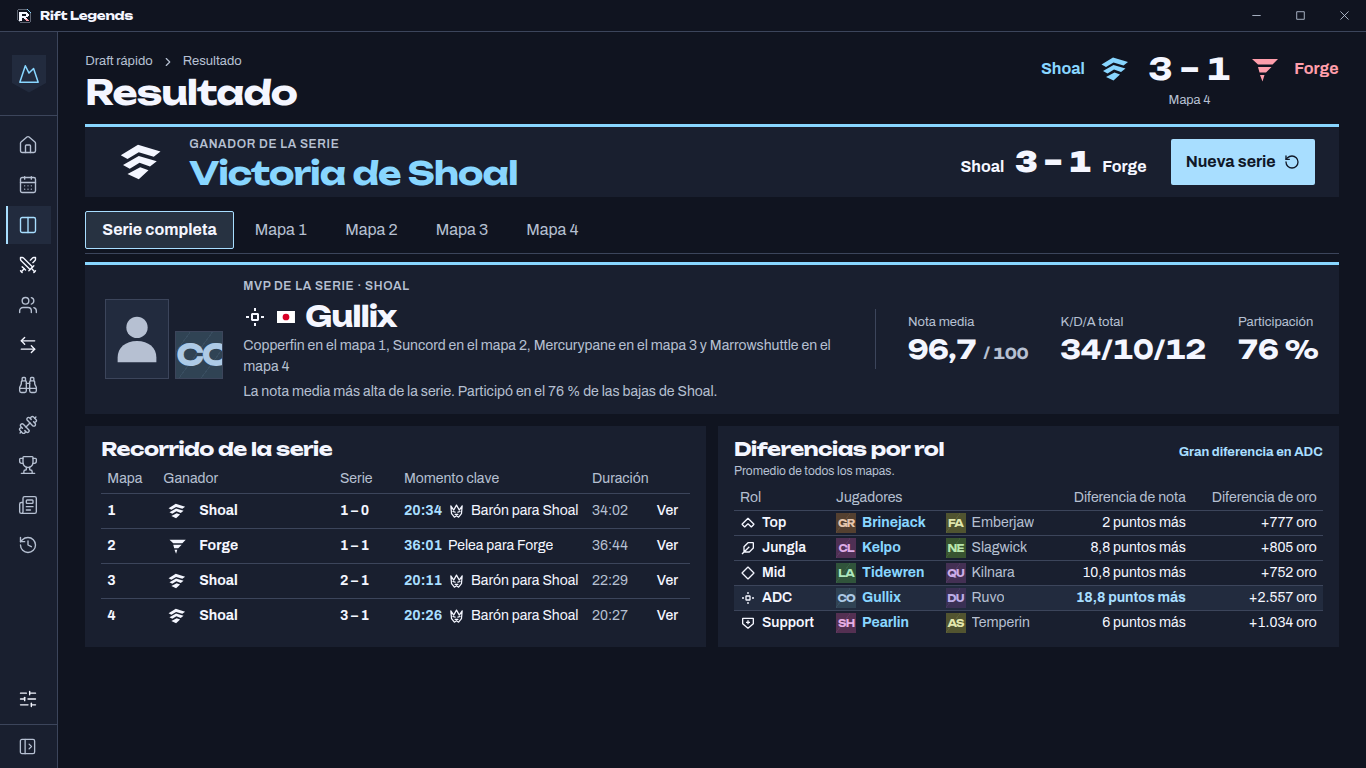 Rift Legends
Draft rápido > Resultado
Resultado
Shoal 3 – 1 Forge
Mapa 4
GANADOR DE LA SERIE
Victoria de Shoal
Shoal 3 – 1 Forge
Nueva serie
Serie completa Mapa 1 Mapa 2 Mapa 3 Mapa 4
MVP DE LA SERIE · SHOAL
Gullix
Copperfin en el mapa 1, Suncord en el mapa 2, Mercurypane en el mapa 3 y Marrowshuttle en el
mapa 4
La nota media más alta de la serie. Participó en el 76 % de las bajas de Shoal.
CO
Nota media K/D/A total Participación
96,7 / 100 34/10/12 76 %
Recorrido de la serie
Mapa Ganador Serie Momento clave Duración
1 Shoal 1 – 0 20:34 Barón para Shoal 34:02 Ver
2 Forge 1 – 1 36:01 Pelea para Forge 36:44 Ver
3 Shoal 2 – 1 20:11 Barón para Shoal 22:29 Ver
4 Shoal 3 – 1 20:26 Barón para Shoal 20:27 Ver
Diferencias por rol
Gran diferencia en ADC
Promedio de todos los mapas.
Rol Jugadores Diferencia de nota Diferencia de oro
Top GR Brinejack FA Emberjaw 2 puntos más +777 oro
Jungla CL Kelpo NE Slagwick 8,8 puntos más +805 oro
Mid LA Tidewren QU Kilnara 10,8 puntos más +752 oro
ADC CO Gullix DU Ruvo 18,8 puntos más +2.557 oro
Support SH Pearlin AS Temperin 6 puntos más +1.034 oro